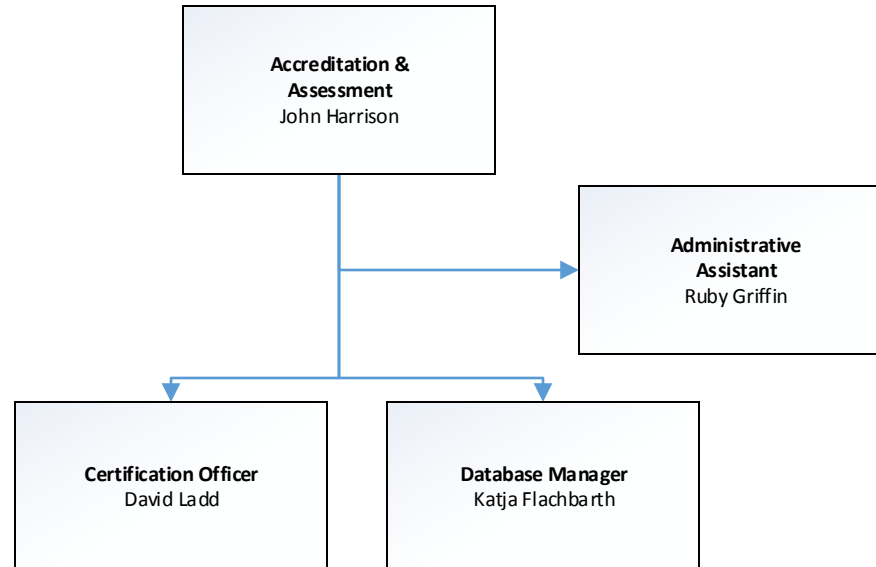 Accreditation &
Assessment
John Harrison
Administrative
Assistant
Ruby Griffin
Certification Officer
David Ladd
Database Manager
Katja Flachbarth